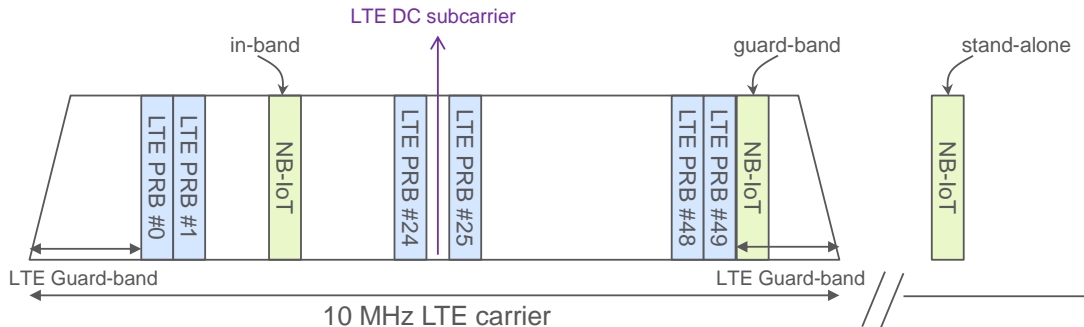 LTE DC subcarrier
in-band
guard-band
stand-alone
LTE PRB #0
LTE PRB #1
NB-IoT
LTE PRB #24
LTE PRB #25
LTE PRB #48
LTE PRB #49
NB-IoT
NB-IoT
LTE Guard-band
LTE Guard-band
10 MHz LTE carrier